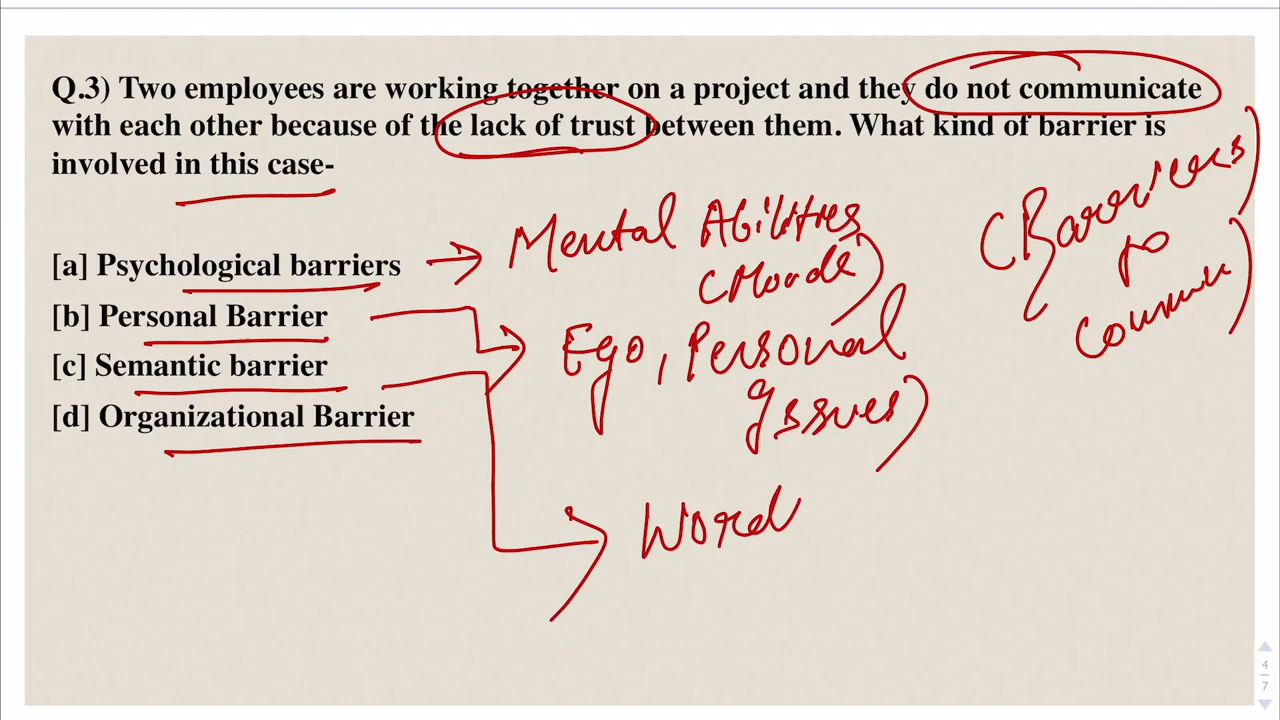 Q.3) Two employees are working together on a project and they do not communicate
with each other because of the lack of trust between them. What kind of barrier is
involved in this case-
[a] Psychological barriers
[b] Personal Barrier
[c] Semantic barrier
[d] Organizational Barrier
Mental Abilities
(Moods)
Ego, Personal
Issues)
Word
(Barriers)
to
commu)
4
7